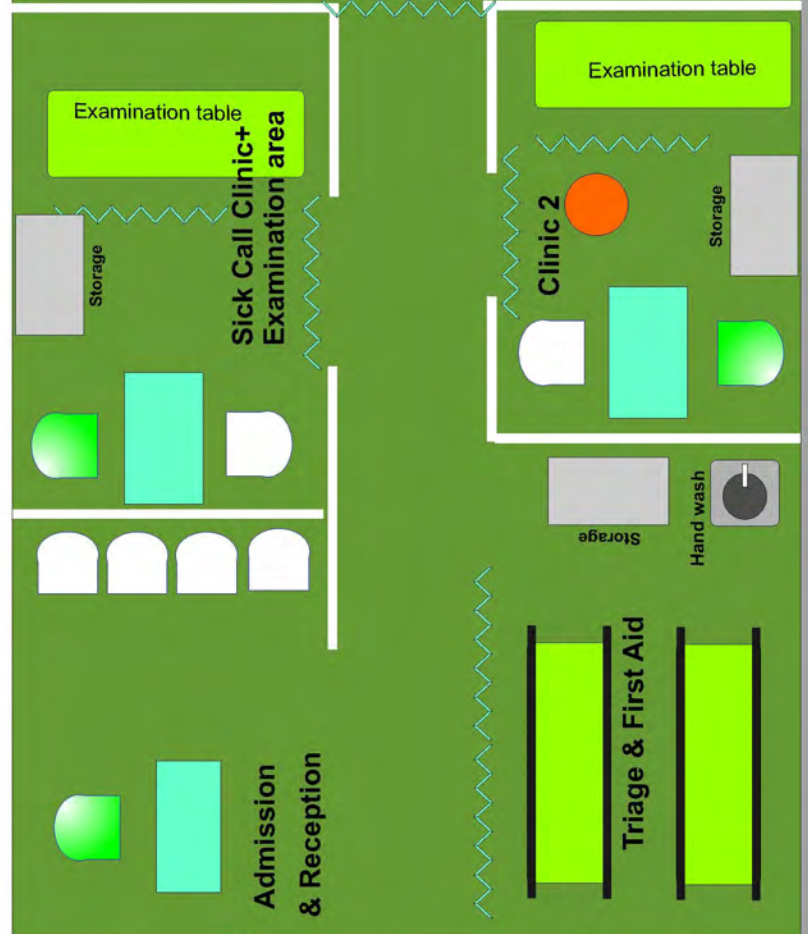 Examination table
Sick Call Clinic+
Examination area
Storage
Examination table
Clinic 2
Storage
Storage
Hand wash
Admission
& Reception
Triage & First Aid